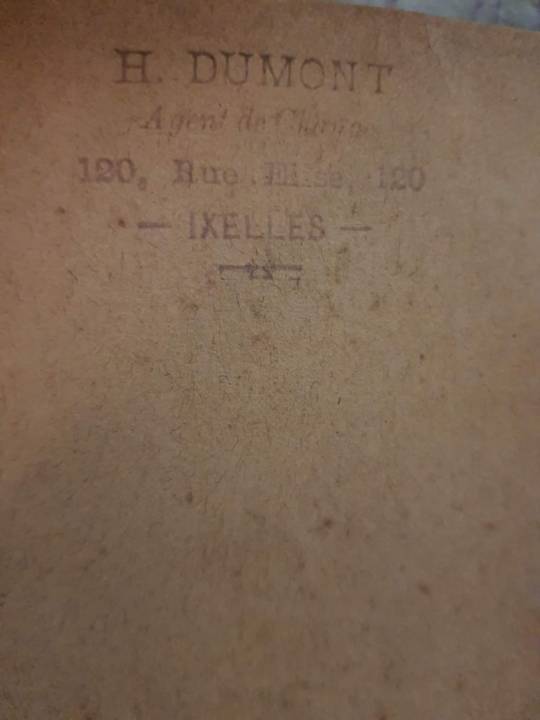 H. DUMONT
Agent de Change
120, Rue Elise, 120
— IXELLES —